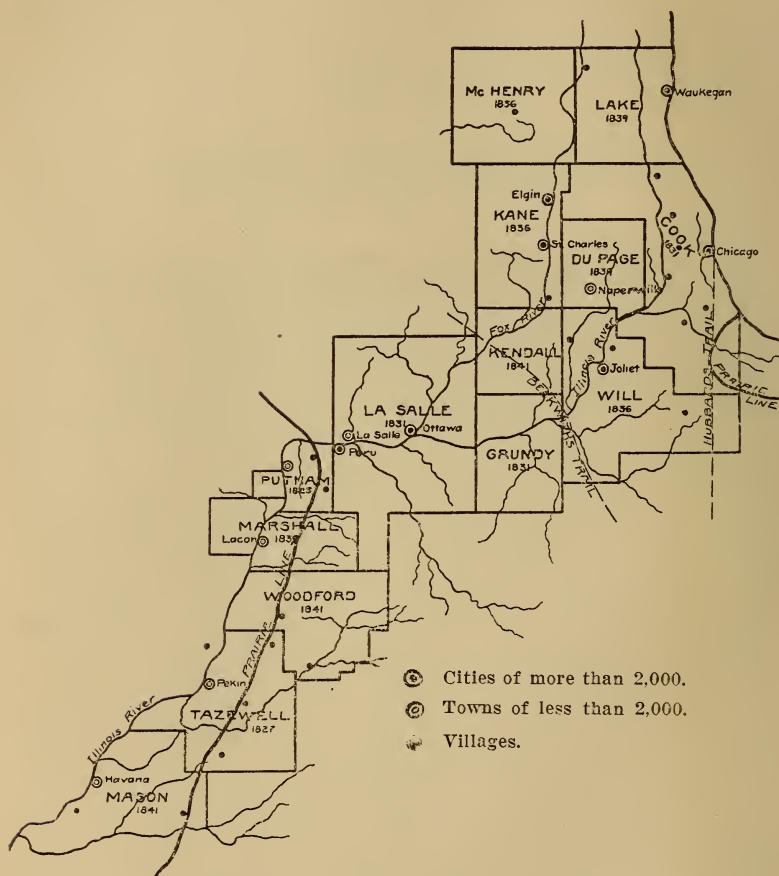 Mc HENRY
1836
LAKE
1839
Waukegan
Elgin
KANE
1836
COOK
1831
St. Charles
Chicago
DU PAGE
1839
Naperville
Fox River
KENDALL
1841
Illinois River
Joliet
WILL
1836
HUBBARDS TRAIL
PRAIRIE
LINE
LA SALLE
1831
Ottawa
La Salle
Peru
GRUNDY
1831
TRAIL
PUTNAM
1825
MARSHALL
1839
Lacon
WOODFORD
1841
PRAIRIE LINE
Pekin
TAZEWELL
1827
Illinois River
Havana
MASON
1841
Cities of more than 2,000.
Towns of less than 2,000.
Villages.